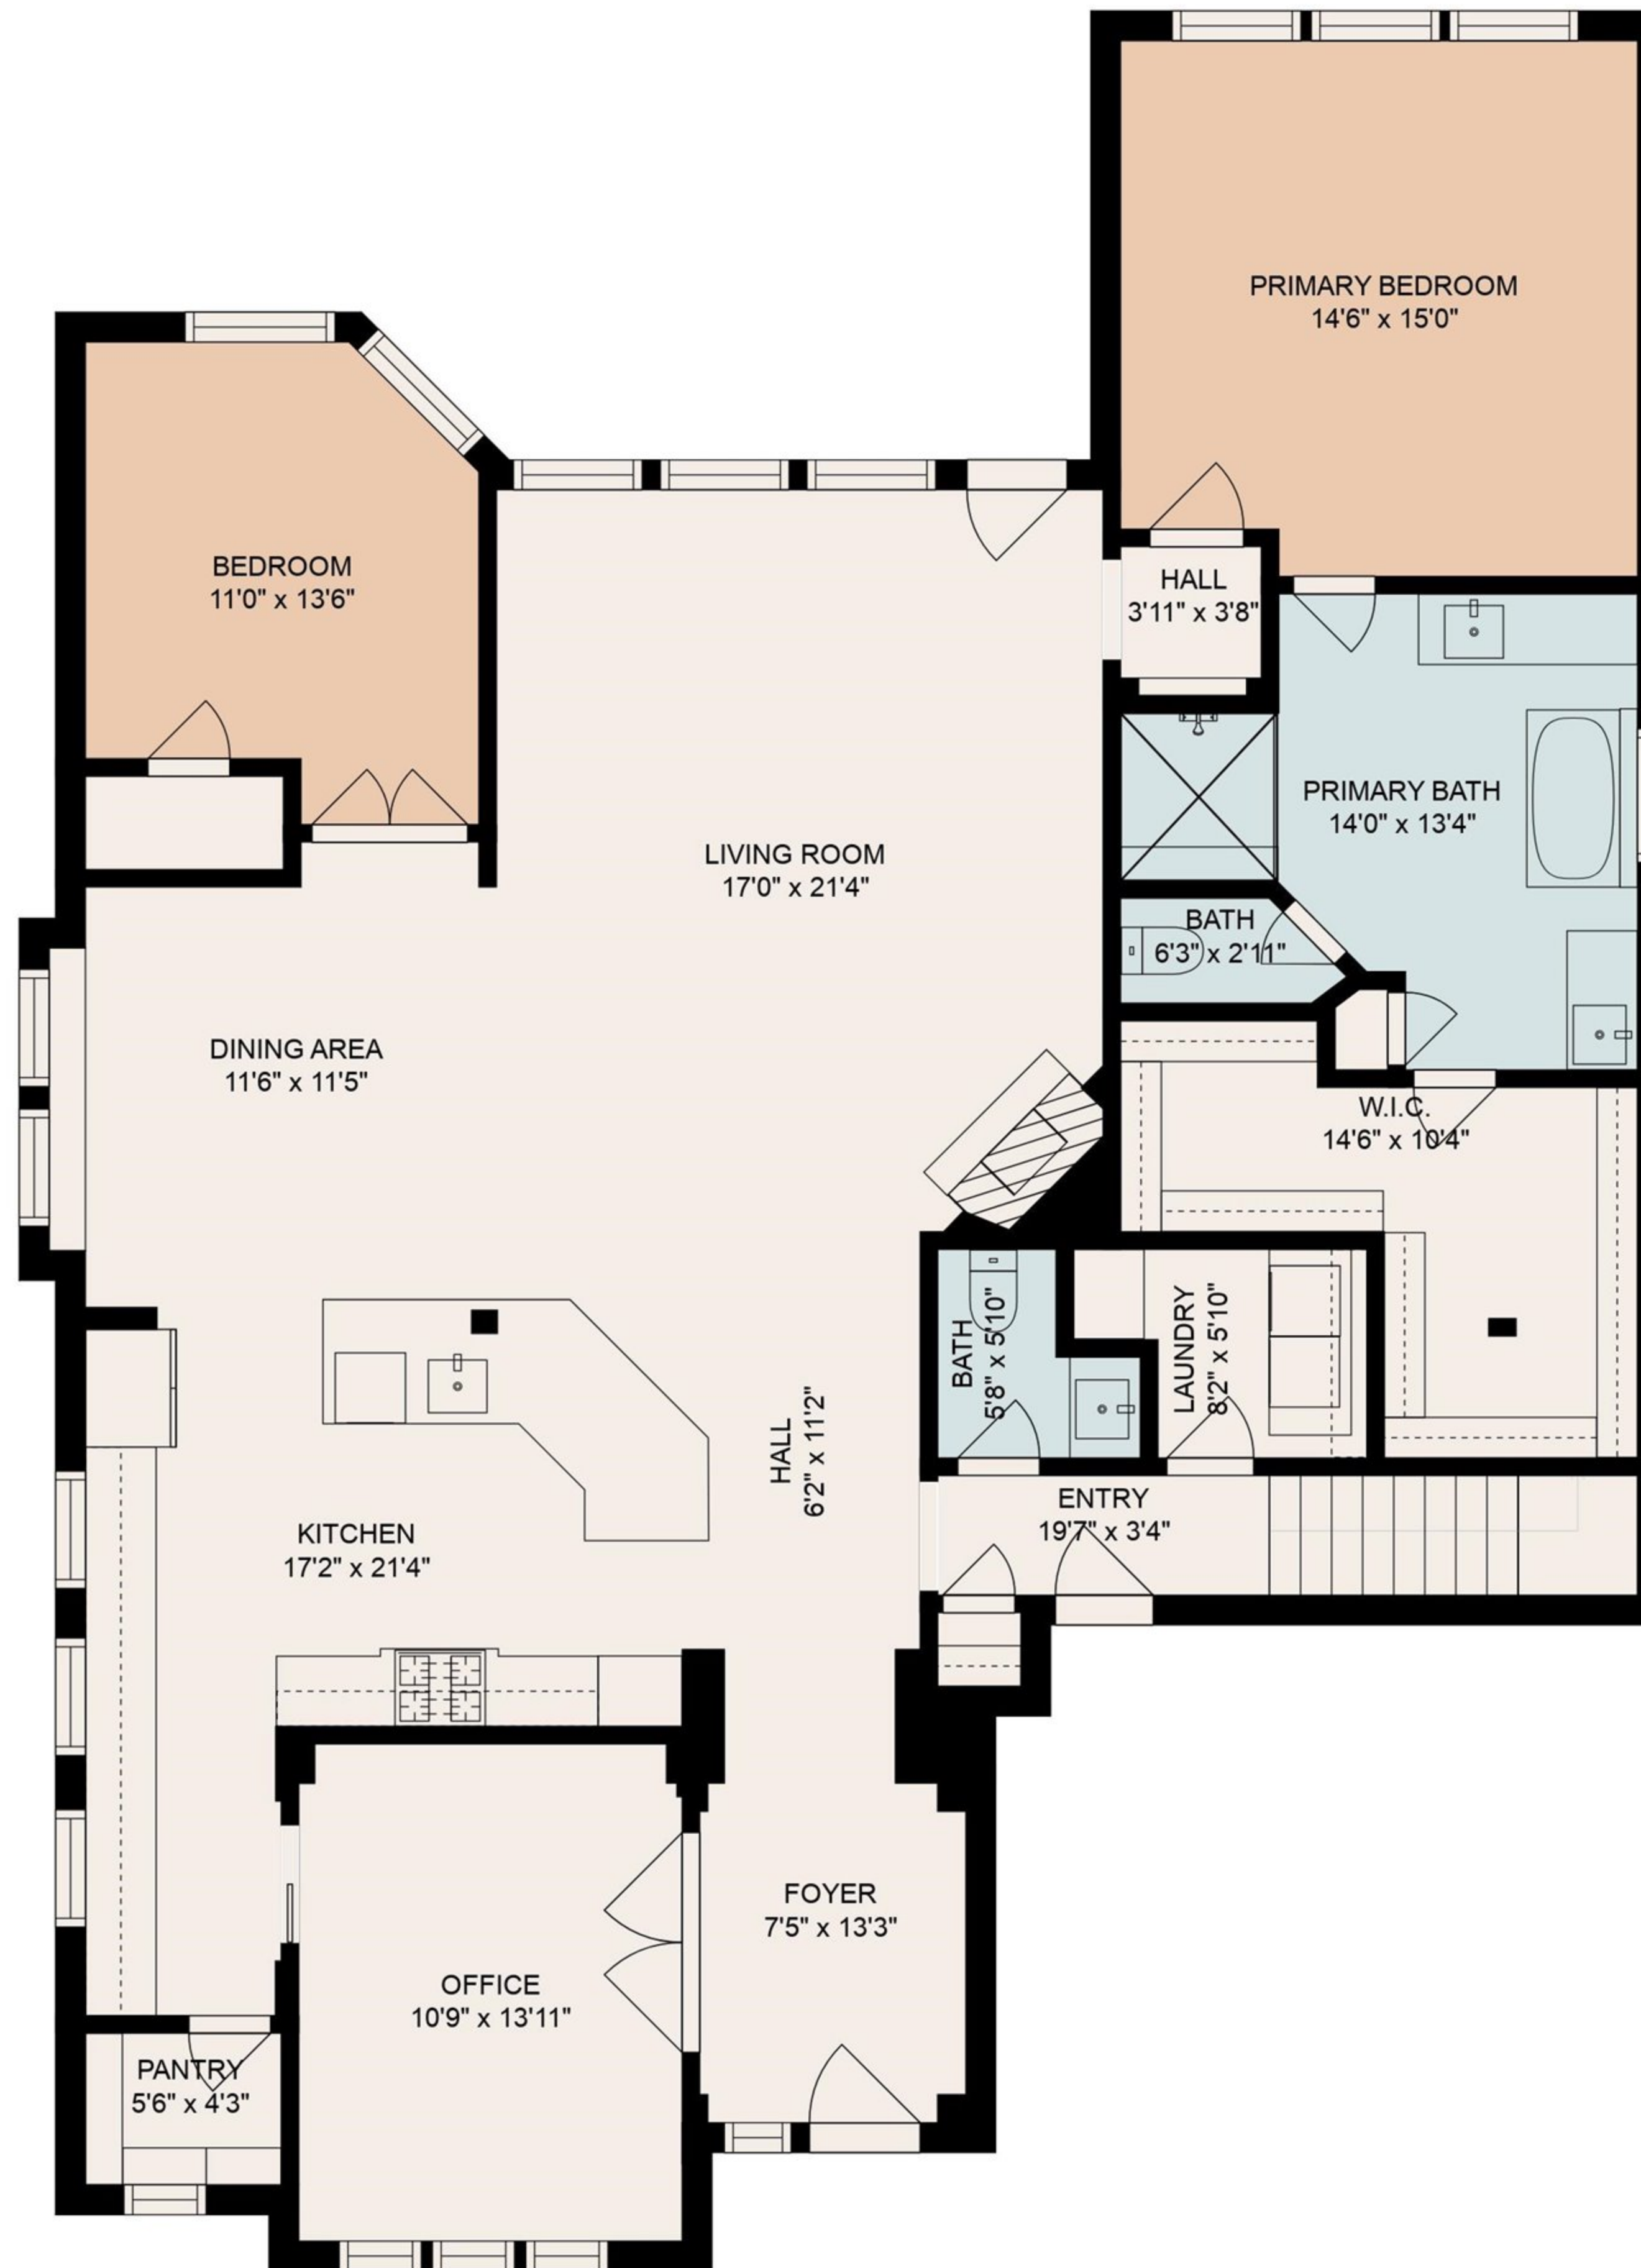 PRIMARY BEDROOM
14'6" x 15'0"
BEDROOM
11'0" x 13'6"
HALL
3'11" x 3'8"
PRIMARY BATH
14'0" x 13'4"
LIVING ROOM
17'0" x 21'4"
BATH
6'3" x 2'11"
DINING AREA
11'6" x 11'5"
W.I.C.
14'6" x 10'4"
BATH
5'8" x 5'10"
LAUNDRY
8'2" x 5'10"
HALL
6'2" x 11'2"
ENTRY
19'7" x 3'4"
KITCHEN
17'2" x 21'4"
FOYER
7'5" x 13'3"
OFFICE
10'9" x 13'11"
PANTRY
5'6" x 4'3"